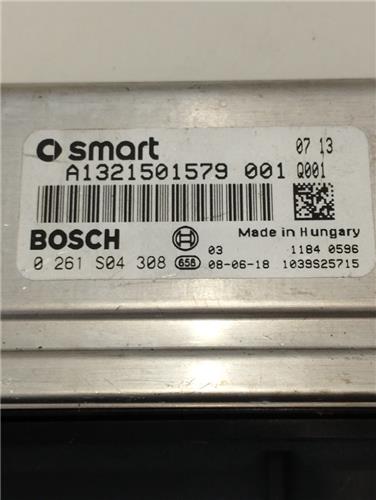 smart 07 13
A1321501579 001 Q001
BOSCH Made in Hungary
03 1184 0596
0 261 S04 308 658 08-06-18 1039S25715